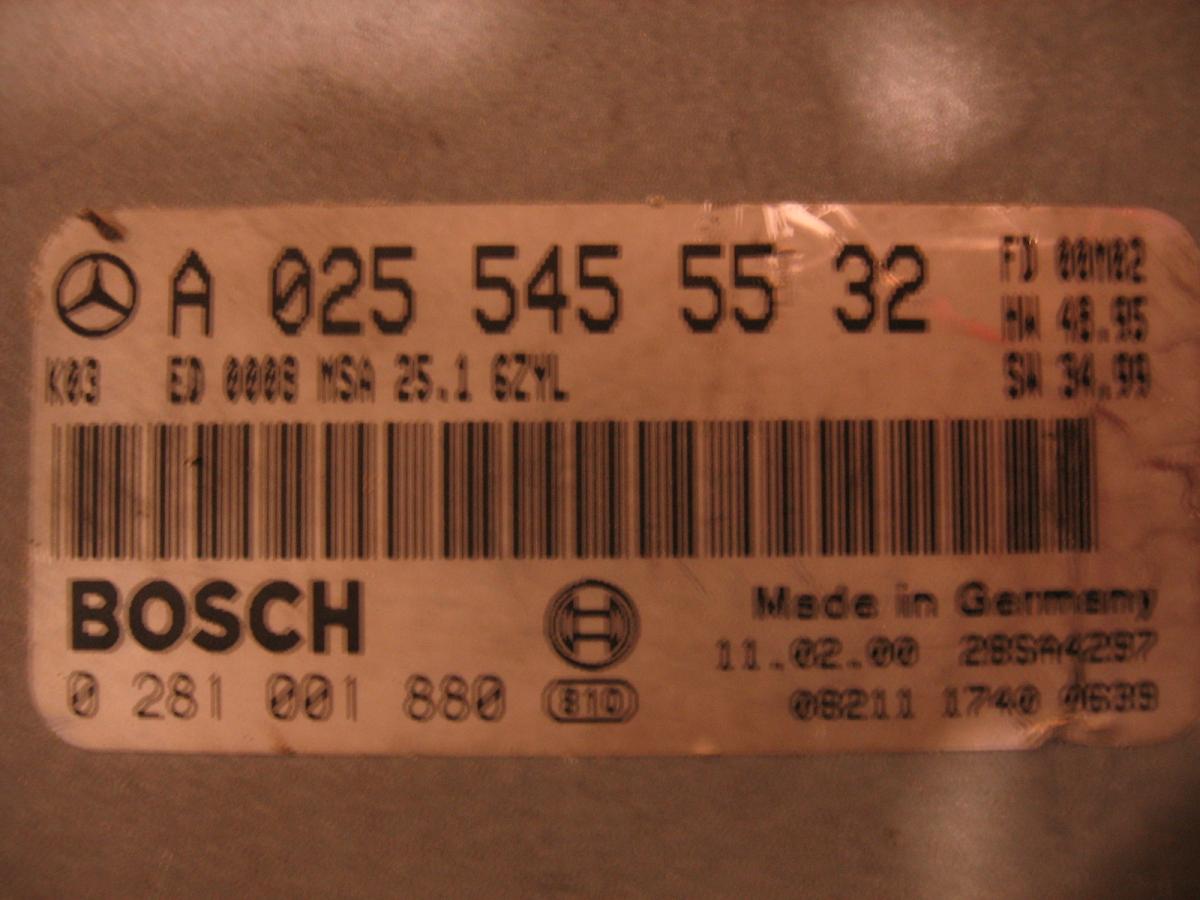 A 025 545 55 32
FD 00M02
HW 48.95
SW 34.99
K03 ED 0008 MSA 25.1 6ZYL
BOSCH
0 281 001 880
810
Made in Germany
11.02.00 28SA4297
08211 1740 0639